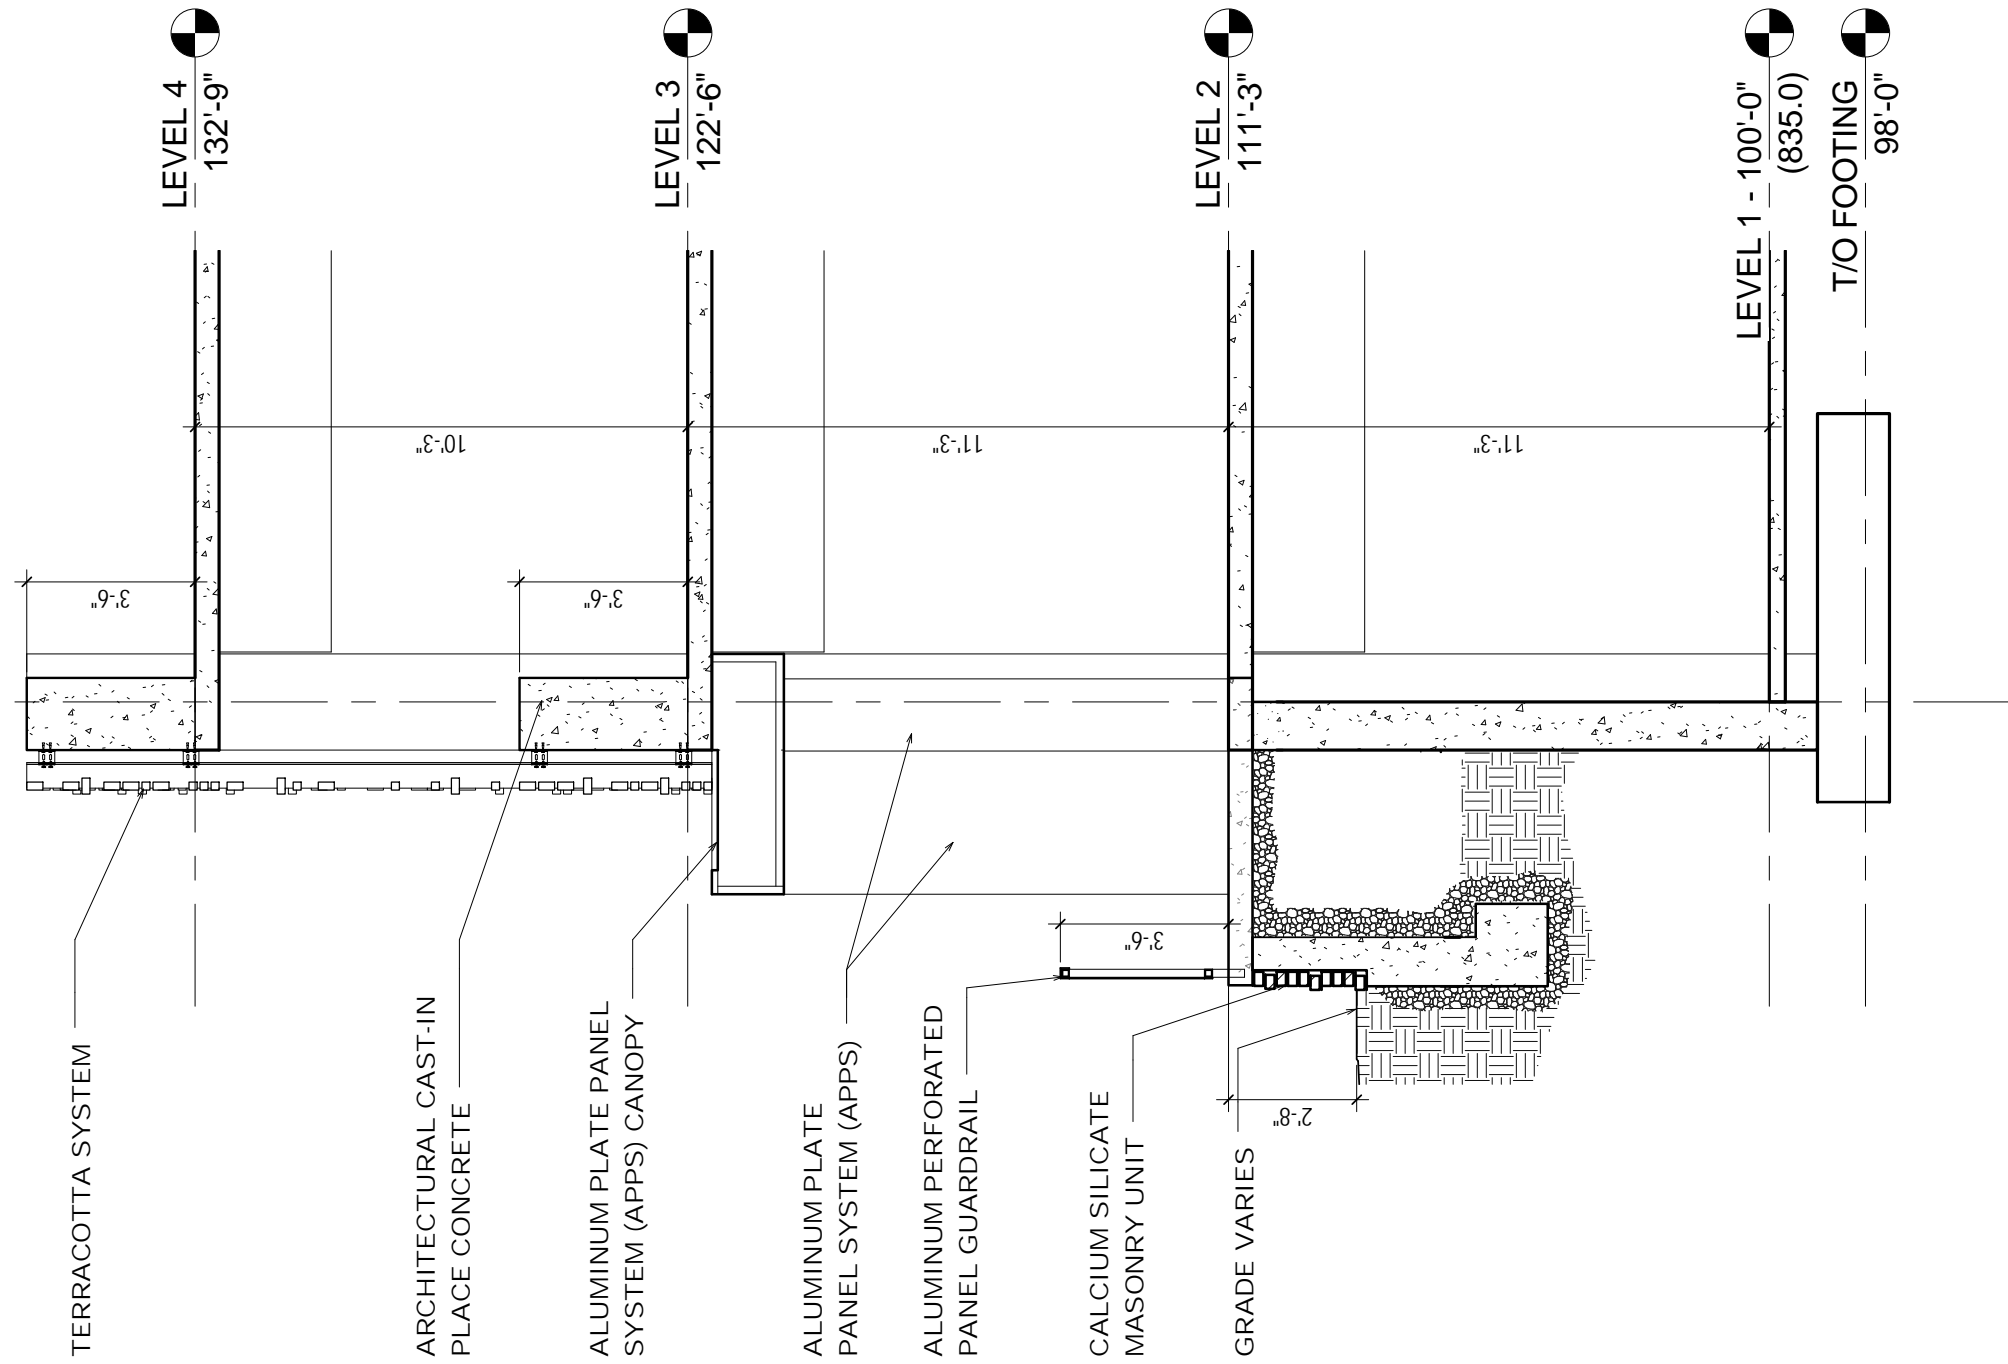 LEVEL 4
132'-9"
LEVEL 3
122'-6"
LEVEL 2
111'-3"
LEVEL 1 - 100'-0"
(835.0)
T/O FOOTING
98'-0"
10'-3"
11'-3"
11'-3"
3'-6"
3'-6"
3'-6"
2'-8"
TERRACOTTA SYSTEM
ARCHITECTURAL CAST-IN
PLACE CONCRETE
ALUMINUM PLATE PANEL
SYSTEM (APPS) CANOPY
ALUMINUM PLATE
PANEL SYSTEM (APPS)
ALUMINUM PERFORATED
PANEL GUARDRAIL
CALCIUM SILICATE
MASONRY UNIT
GRADE VARIES